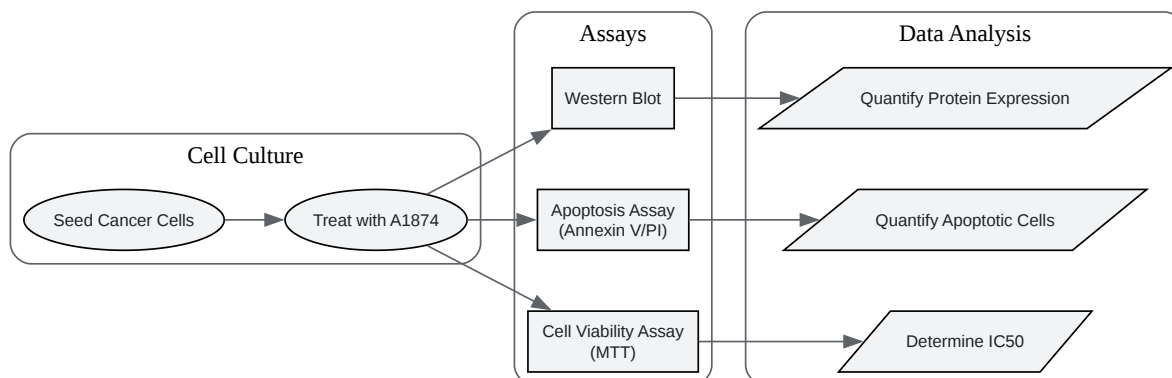 Cell Culture
Seed Cancer Cells
Treat with A1874
Assays
Western Blot
Apoptosis Assay
(Annexin V/PI)
Cell Viability Assay
(MTT)
Data Analysis
Quantify Protein Expression
Quantify Apoptotic Cells
Determine IC50